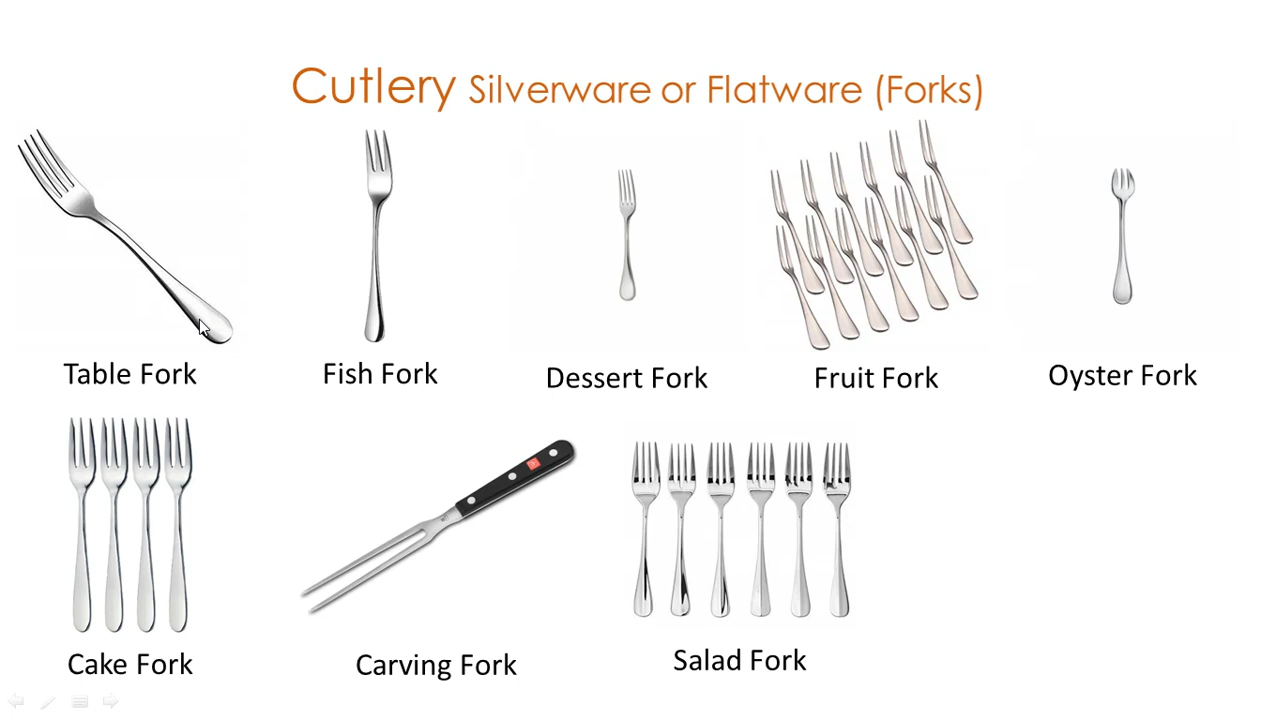 Cutlery Silverware or Flatware (Forks)
Table Fork
Fish Fork
Dessert Fork
Fruit Fork
Oyster Fork
Cake Fork
Carving Fork
Salad Fork